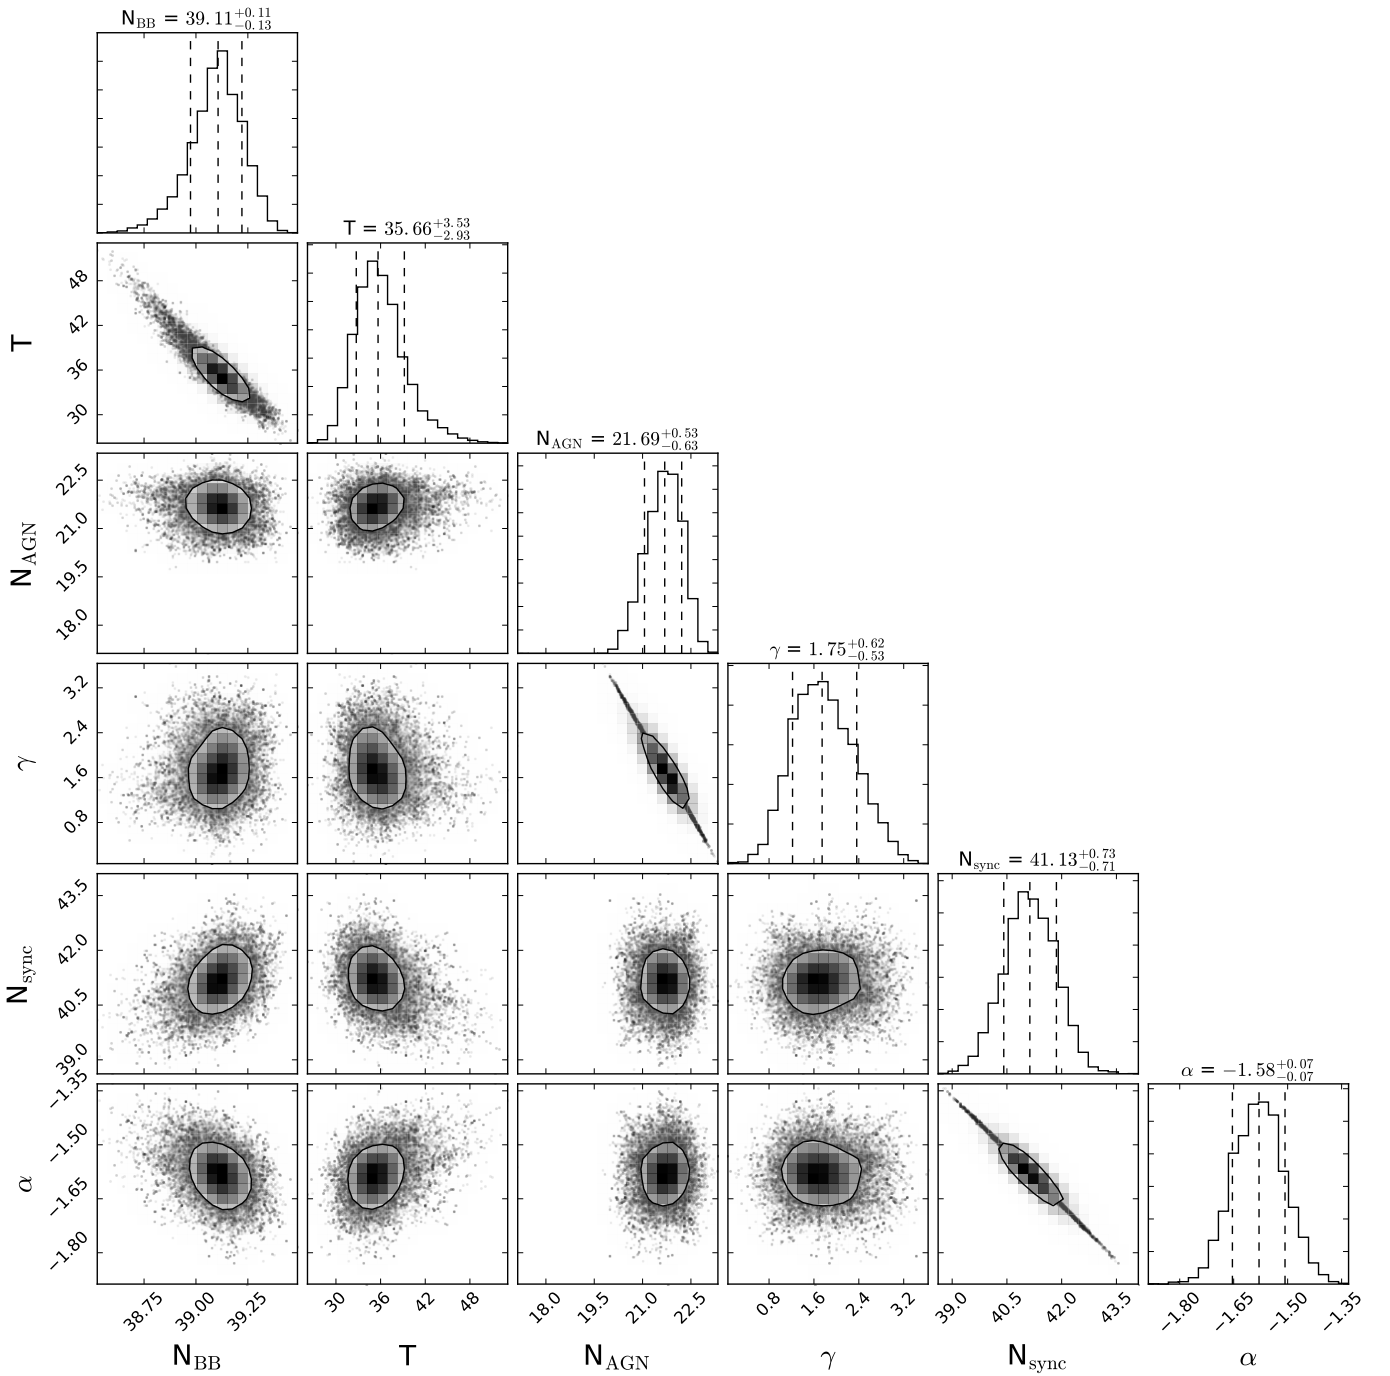 N_BB = 39.11^{+0.11}_{−0.13}
T = 35.66^{+3.53}_{−2.93}
48
42
36
30
T
N_AGN = 21.69^{+0.53}_{−0.63}
22.5
21.0
19.5
18.0
N_AGN
γ = 1.75^{+0.62}_{−0.53}
3.2
2.4
1.6
0.8
γ
N_sync = 41.13^{+0.73}_{−0.71}
43.5
42.0
40.5
39.0
N_sync
α = −1.58^{+0.07}_{−0.07}
−1.35
−1.50
−1.65
−1.80
α
38.75 39.00 39.25
30 36 42 48
18.0 19.5 21.0 22.5
0.8 1.6 2.4 3.2
39.0 40.5 42.0 43.5
−1.80 −1.65 −1.50 −1.35
N_BB T N_AGN γ N_sync α